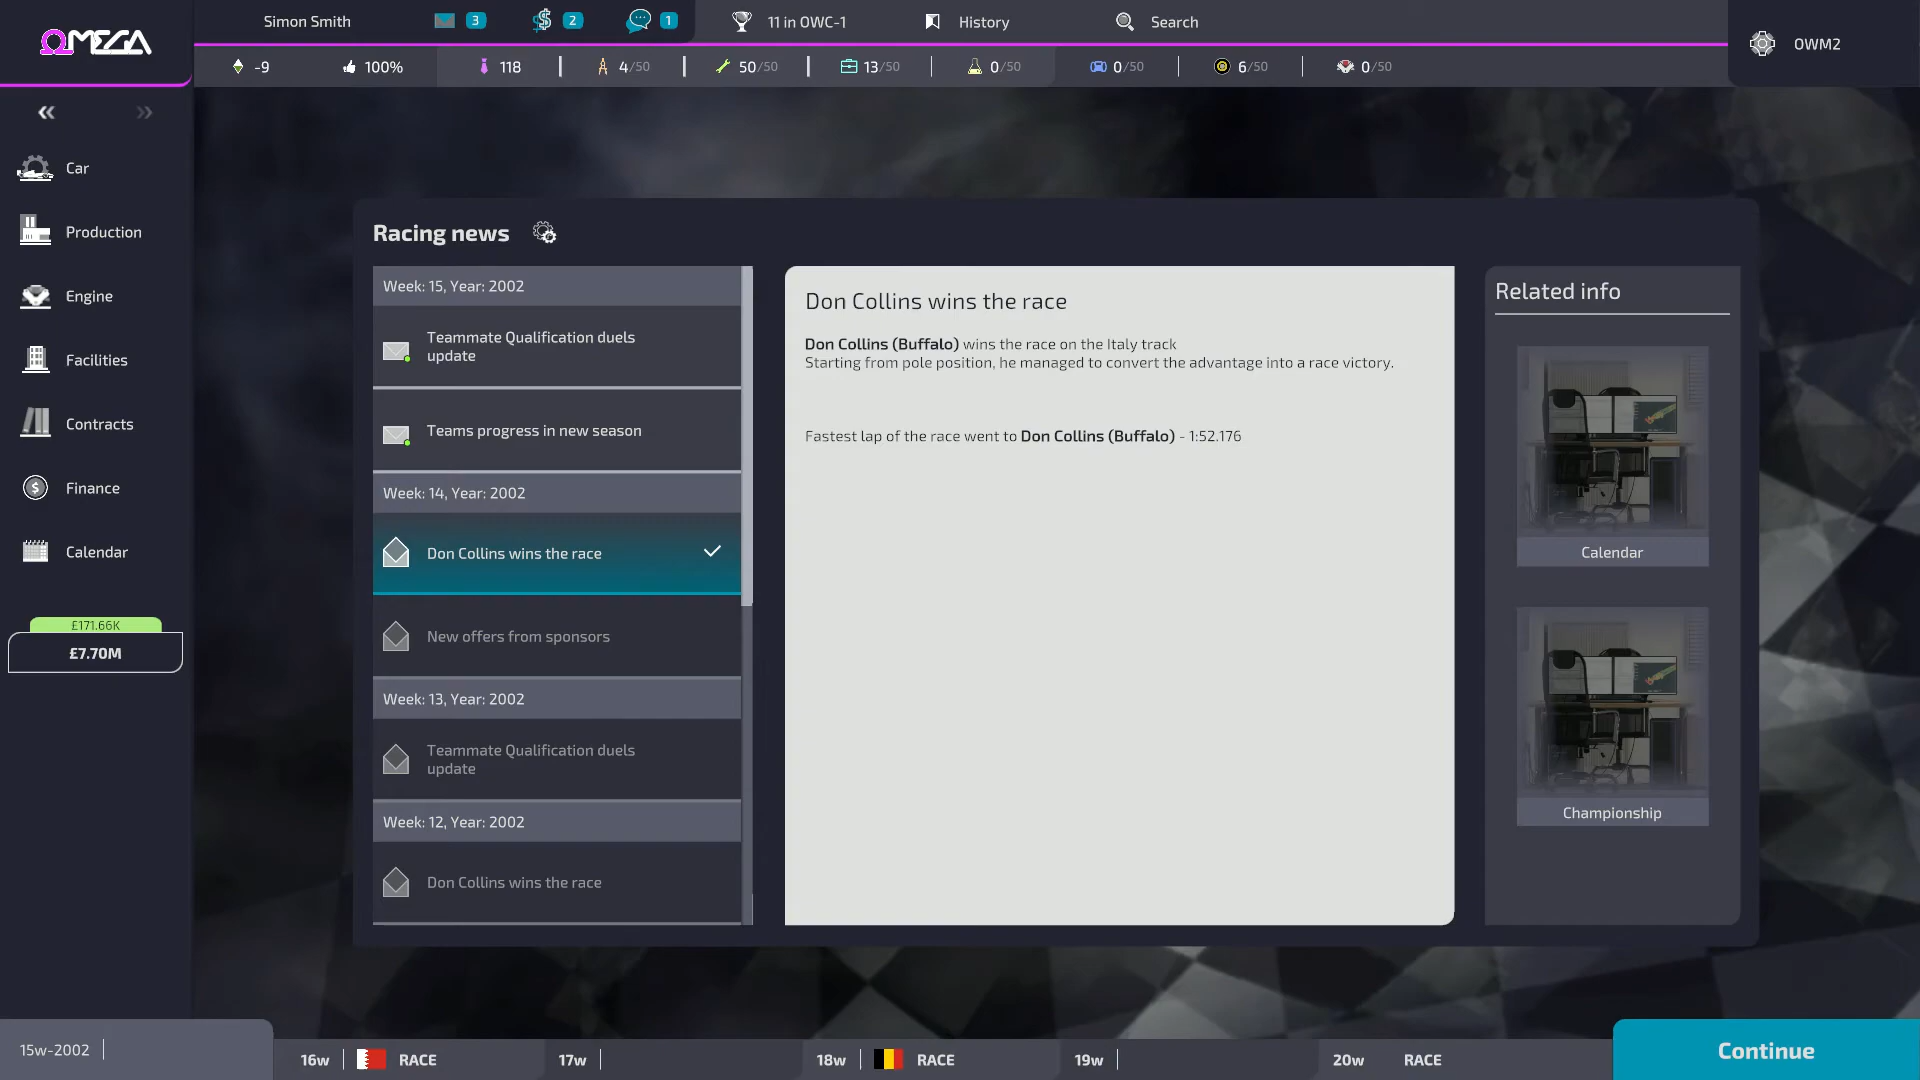 ΩMEGA
Simon Smith
3
2
1
11 in OWC-1
History
Search
OWM2
-9
100%
118
4/50
50/50
13/50
0/50
0/50
6/50
0/50
Car
Production
Engine
Facilities
Contracts
Finance
Calendar
£171.66K
£7.70M
Racing news
Week: 15, Year: 2002
Teammate Qualification duels
update
Teams progress in new season
Week: 14, Year: 2002
Don Collins wins the race
New offers from sponsors
Week: 13, Year: 2002
Teammate Qualification duels
update
Week: 12, Year: 2002
Don Collins wins the race
Don Collins wins the race
Don Collins (Buffalo) wins the race on the Italy track
Starting from pole position, he managed to convert the advantage into a race victory.
Fastest lap of the race went to Don Collins (Buffalo) - 1:52.176
Related info
Calendar
Championship
15w-2002
16w
RACE
17w
18w
RACE
19w
20w
RACE
Continue